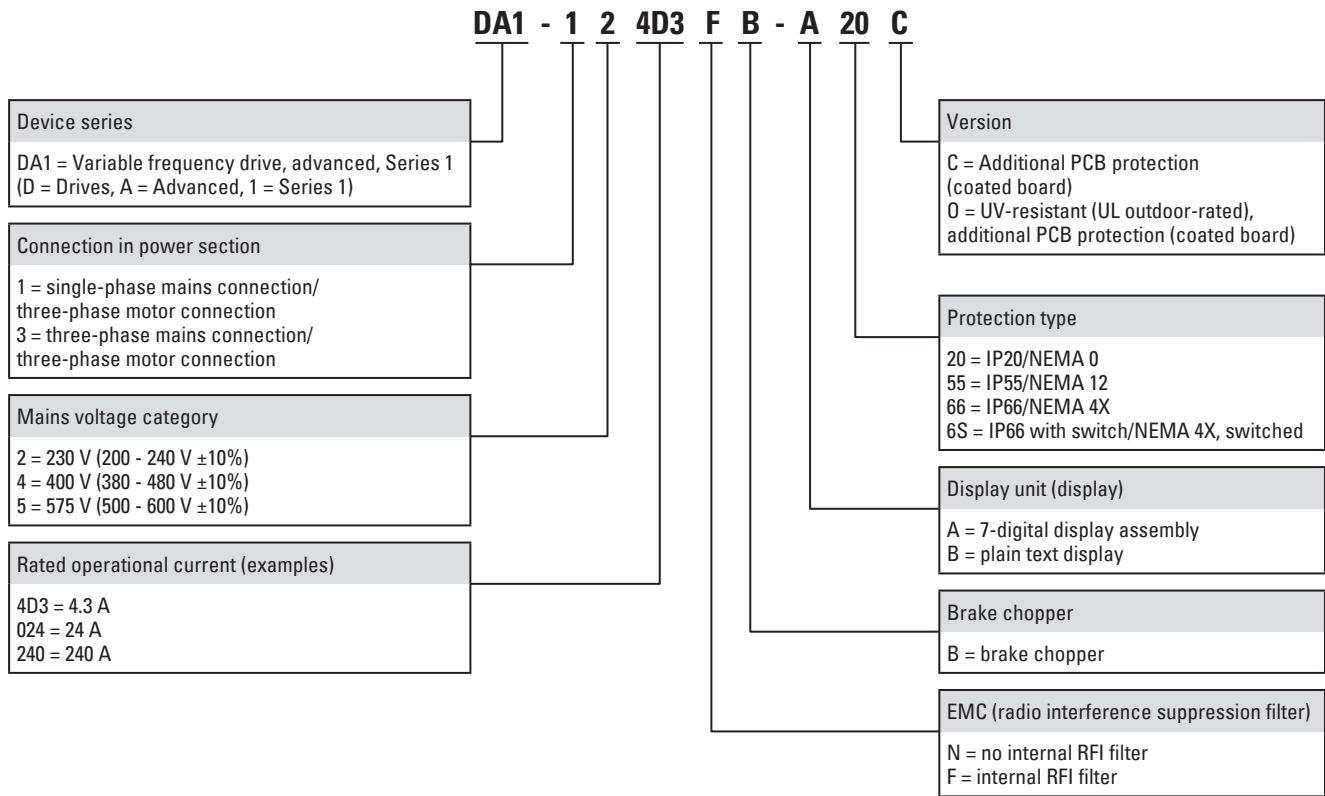 DA1 - 1 2 4D3 F B - A 20 C
Device series
DA1 = Variable frequency drive, advanced, Series 1
(D = Drives, A = Advanced, 1 = Series 1)
Connection in power section
1 = single-phase mains connection/
three-phase motor connection
3 = three-phase mains connection/
three-phase motor connection
Mains voltage category
2 = 230 V (200 - 240 V ±10%)
4 = 400 V (380 - 480 V ±10%)
5 = 575 V (500 - 600 V ±10%)
Rated operational current (examples)
4D3 = 4.3 A
024 = 24 A
240 = 240 A
Version
C = Additional PCB protection
(coated board)
O = UV-resistant (UL outdoor-rated),
additional PCB protection (coated board)
Protection type
20 = IP20/NEMA 0
55 = IP55/NEMA 12
66 = IP66/NEMA 4X
6S = IP66 with switch/NEMA 4X, switched
Display unit (display)
A = 7-digital display assembly
B = plain text display
Brake chopper
B = brake chopper
EMC (radio interference suppression filter)
N = no internal RFI filter
F = internal RFI filter